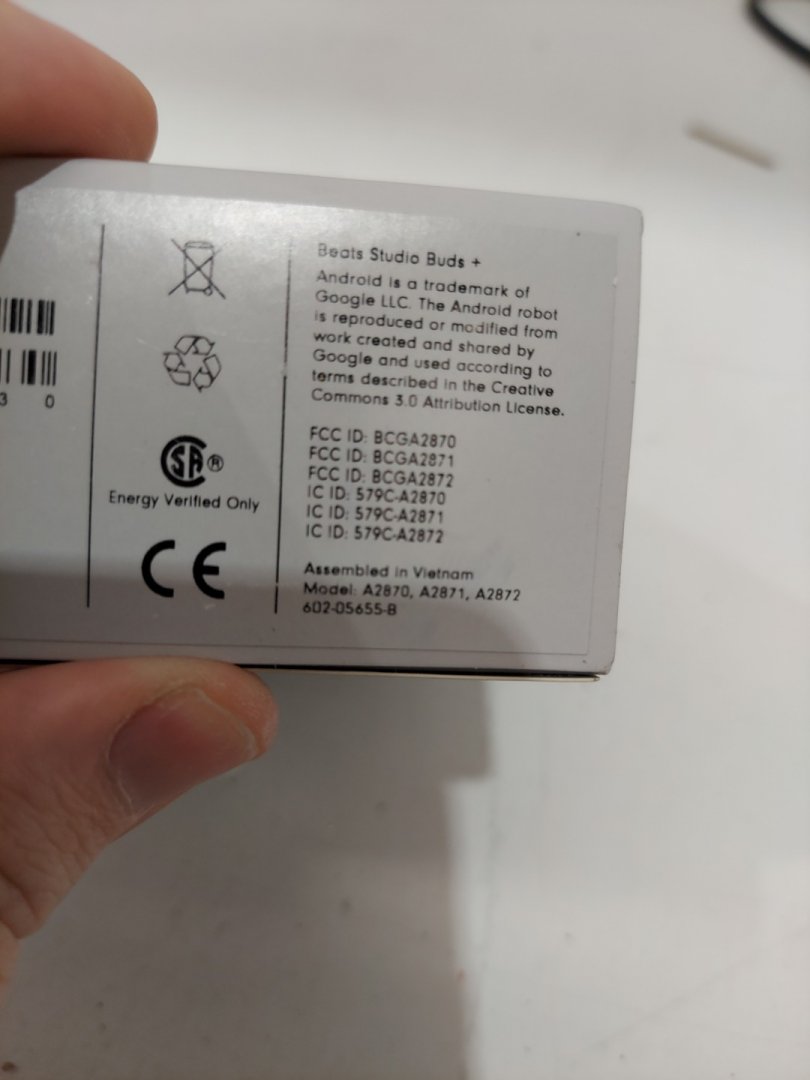 3 0
SA ®
Energy Verified Only
CE
Beats Studio Buds +
Android is a trademark of
Google LLC. The Android robot
is reproduced or modified from
work created and shared by
Google and used according to
terms described in the Creative
Commons 3.0 Attribution License.
FCC ID: BCGA2870
FCC ID: BCGA2871
FCC ID: BCGA2872
IC ID: 579C-A2870
IC ID: 579C-A2871
IC ID: 579C-A2872
Assembled in Vietnam
Model: A2870, A2871, A2872
602-05655-B